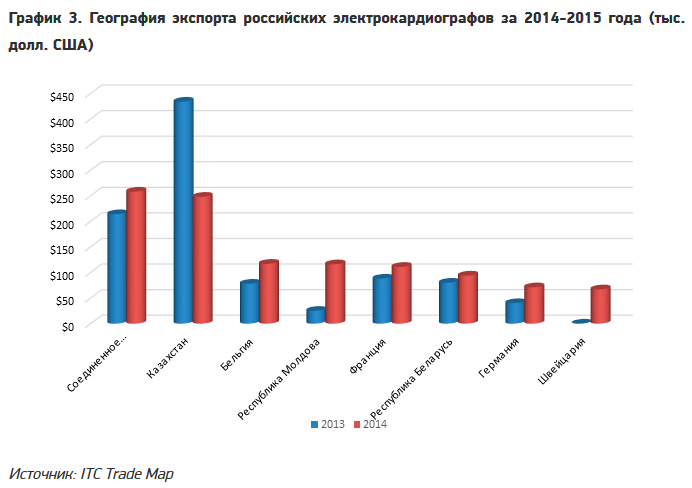 График 3. География экспорта российских электрокардиографов за 2014-2015 года (тыс.
долл. США)
$450
$400
$350
$300
$250
$200
$150
$100
$50
$0
Соединенное...
Казахстан
Бельгия
Республика Молдова
Франция
Республика Беларусь
Германия
Швейцария
2013 2014
Источник: ITC Trade Map